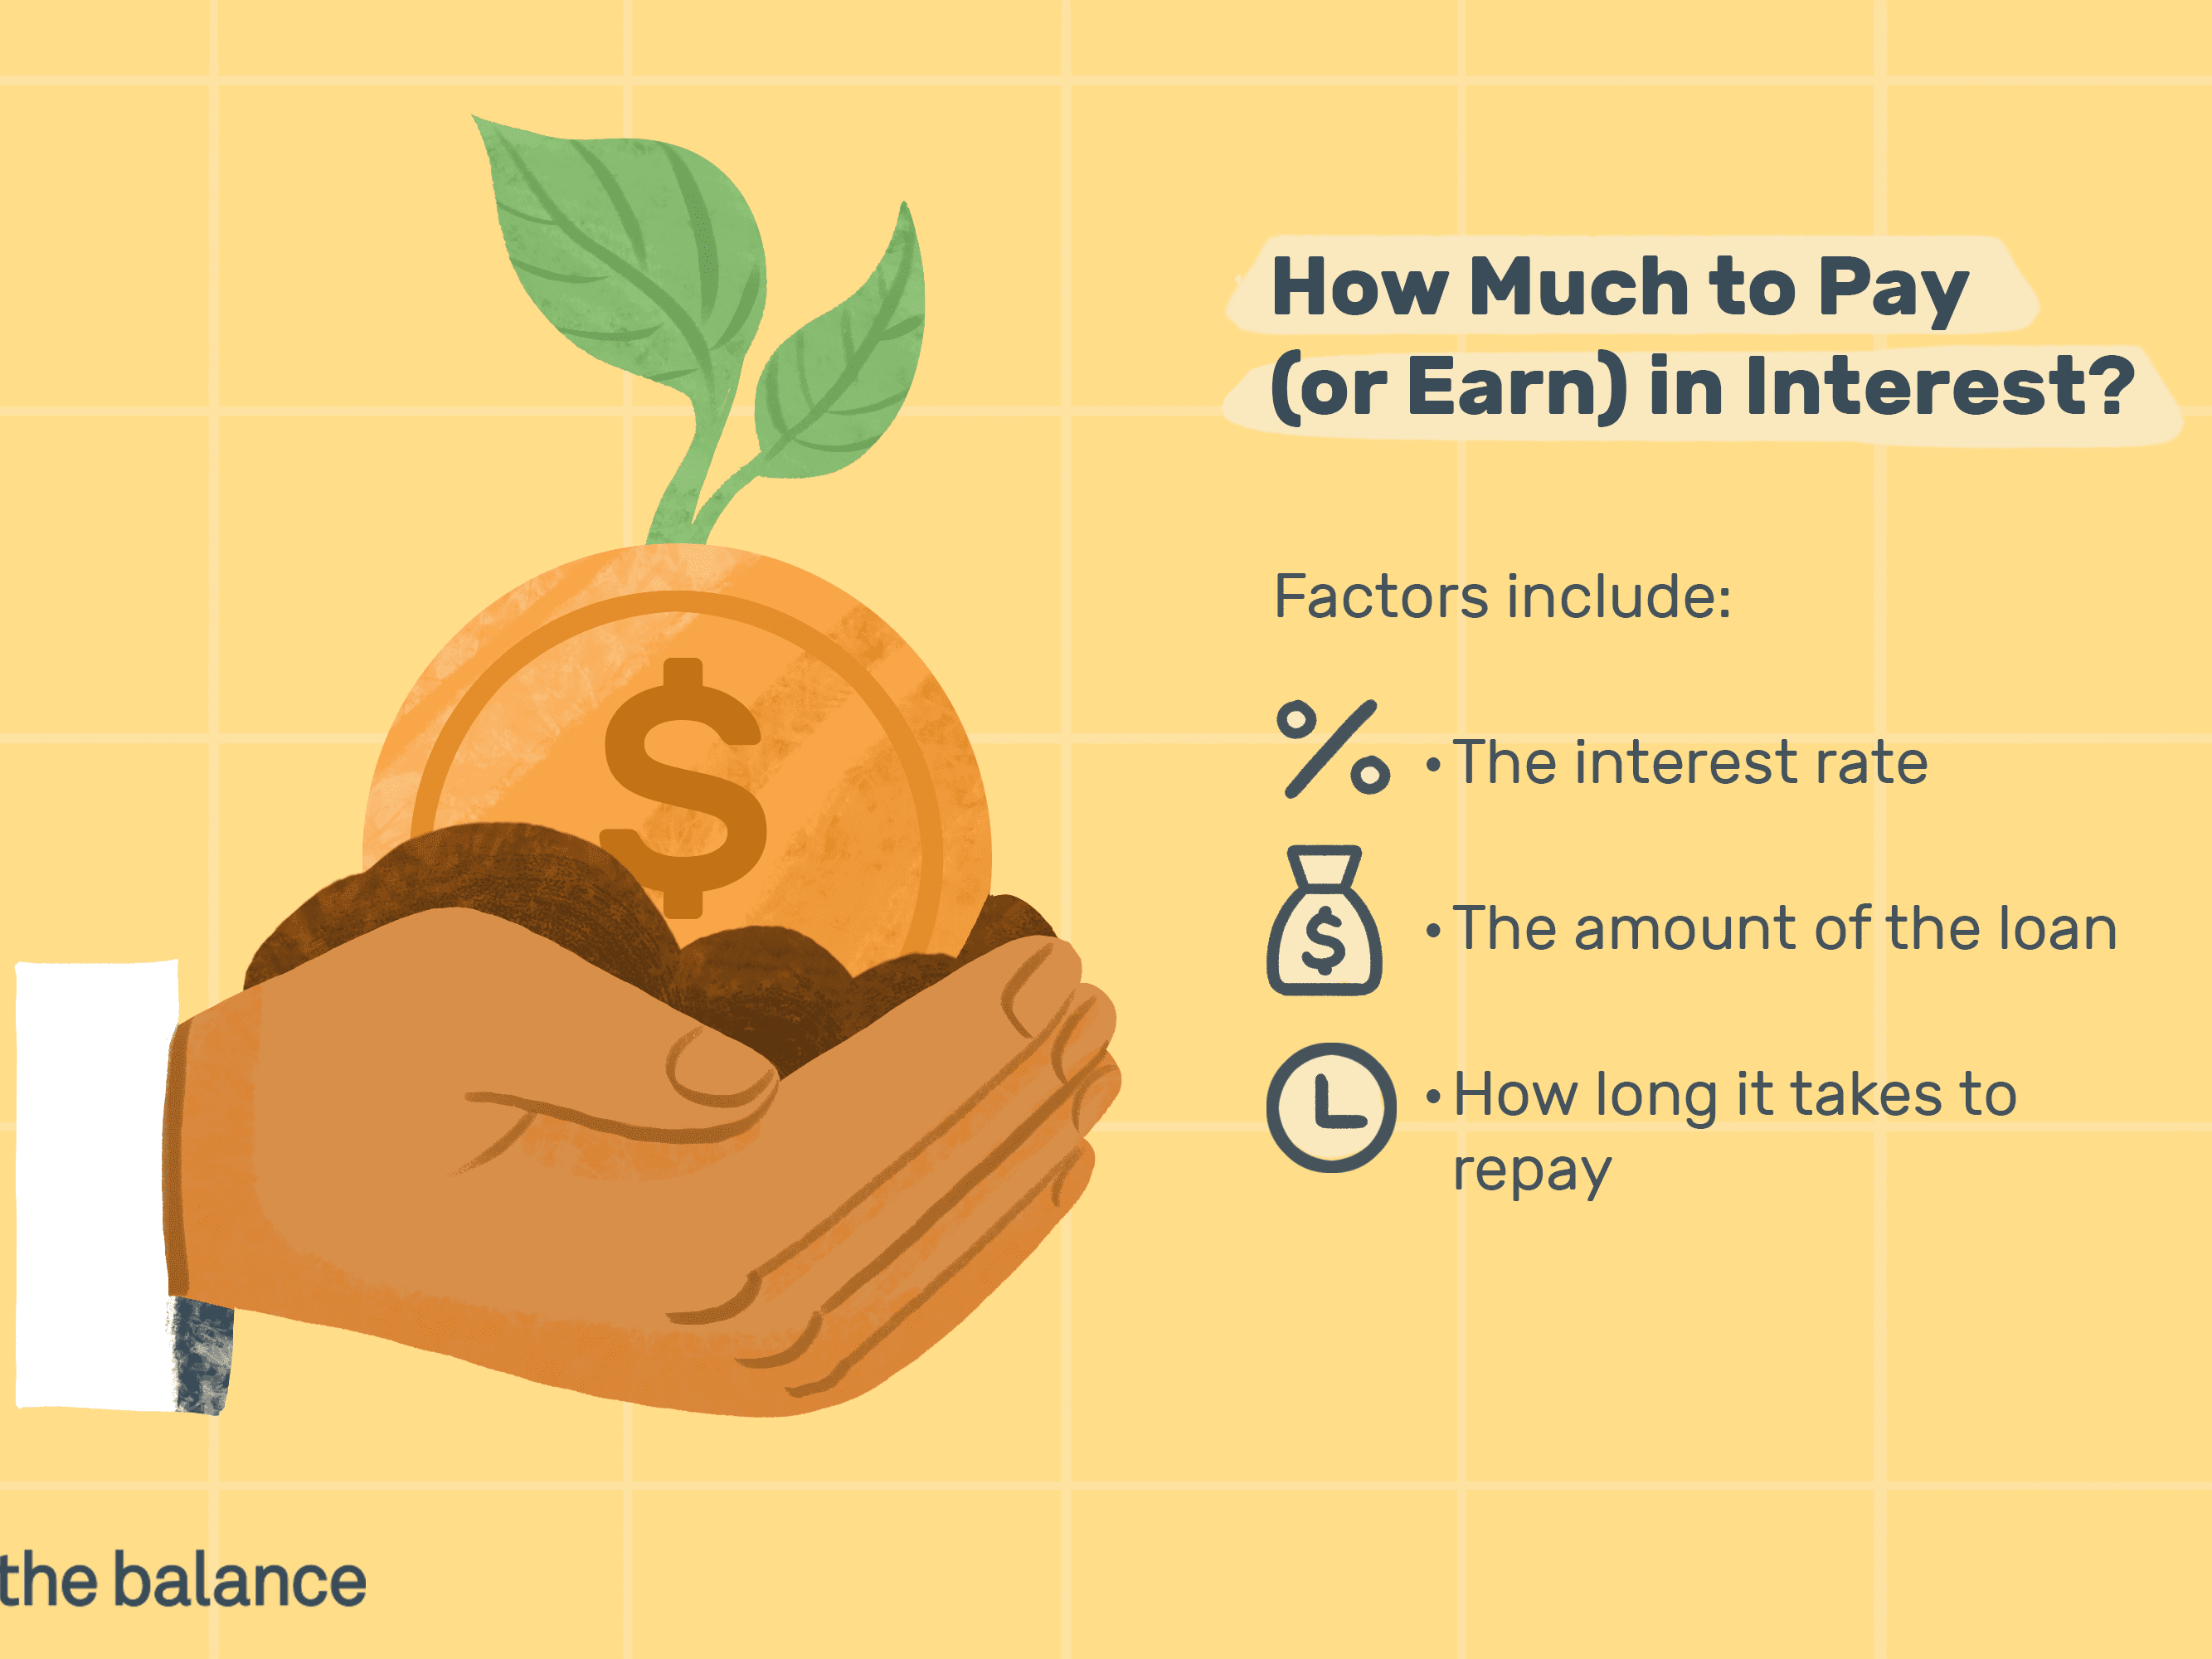 How Much to Pay
(or Earn) in Interest?
Factors include:
% • The interest rate
$
$ • The amount of the loan
• How long it takes to
repay
the balance